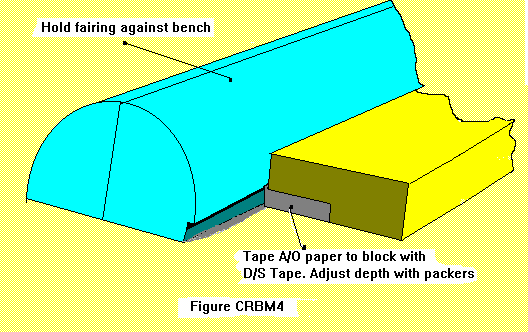 Hold fairing against bench
Tape A/O paper to block with
D/S Tape. Adjust depth with packers
Figure CRBM4